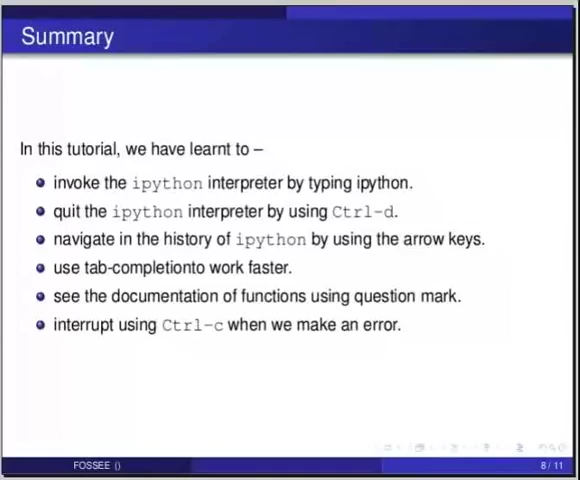 Summary
In this tutorial, we have learnt to –
invoke the ipython interpreter by typing ipython.
quit the ipython interpreter by using Ctrl-d.
navigate in the history of ipython by using the arrow keys.
use tab-completionto work faster.
see the documentation of functions using question mark.
interrupt using Ctrl-c when we make an error.
FOSSEE ()
8 / 11